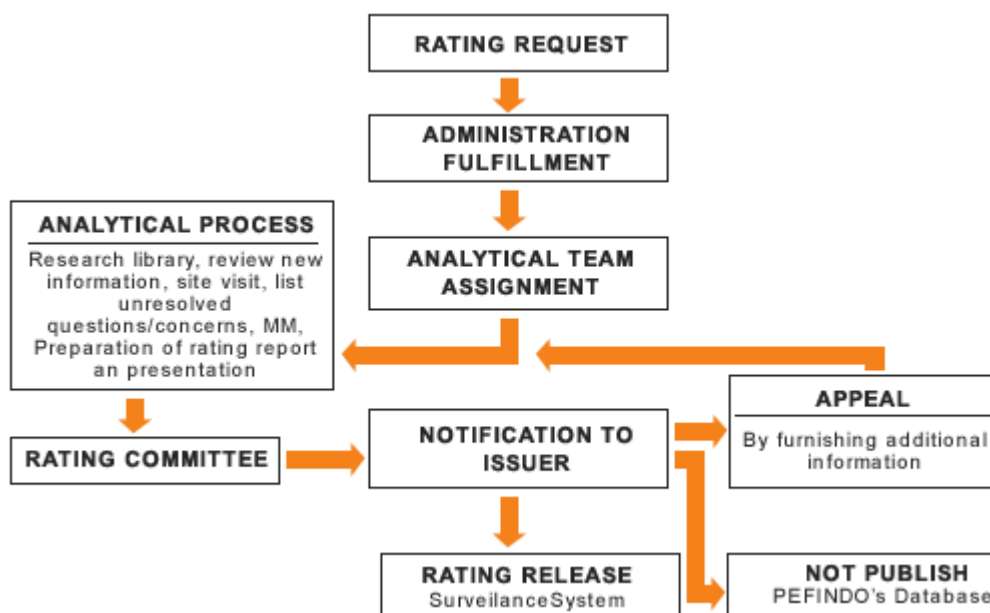 RATING REQUEST
ADMINISTRATION
FULFILLMENT
ANALYTICAL PROCESS
Research library, review new
information, site visit, list
unresolved
questions/concerns, MM,
Preparation of rating report
an presentation
ANALYTICAL TEAM
ASSIGNMENT
RATING COMMITTEE
NOTIFICATION TO
ISSUER
APPEAL
By furnishing additional
information
RATING RELEASE
SurveilanceSystem
NOT PUBLISH
PEFINDO's Database